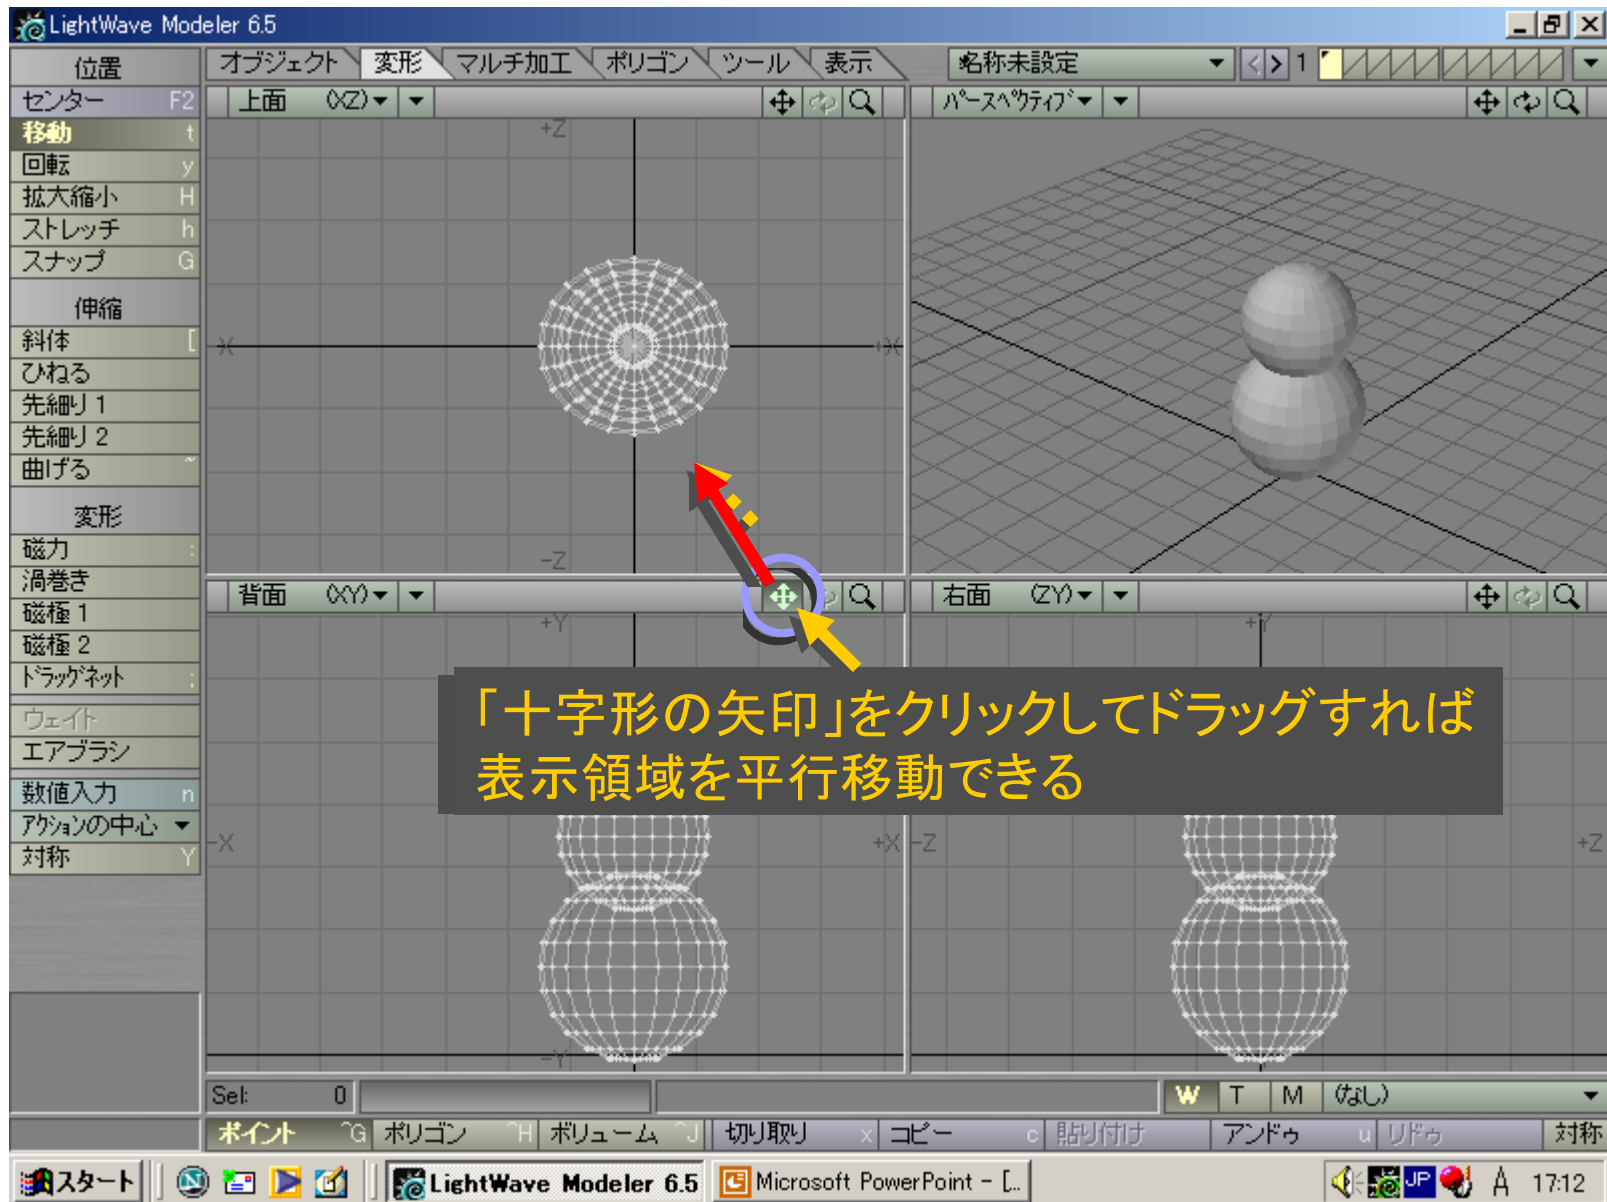 LightWave Modeler 6.5
オブジェクト 変形 マルチ加工 ポリゴン ツール 表示 名称未設定 < > 1
位置
センター F2
移動 t
回転 y
拡大縮小 H
ストレッチ h
スナップ G
伸縮
斜体 [
ひねる
先細り 1
先細り 2
曲げる ~
変形
磁力 :
渦巻き
磁極 1
磁極 2
ドラッグネット ;
ウェイト
エアブラシ
数値入力 n
アクションの中心
対称 Y
上面 (XZ)
+Z
-X +X
-Z
パースペクティブ
背面 (XY)
+Y
-X +X
-Y
右面 (ZY)
+Y
-Z +Z
「十字形の矢印」をクリックしてドラッグすれば
表示領域を平行移動できる
Sel: 0 W T M (なし)
ポイント ^G ポリゴン ^H ボリューム ^J 切り取り x コピー c 貼り付け アンドゥ u リドゥ 対称
スタート LightWave Modeler 6.5 Microsoft PowerPoint - [... JP A 17:12